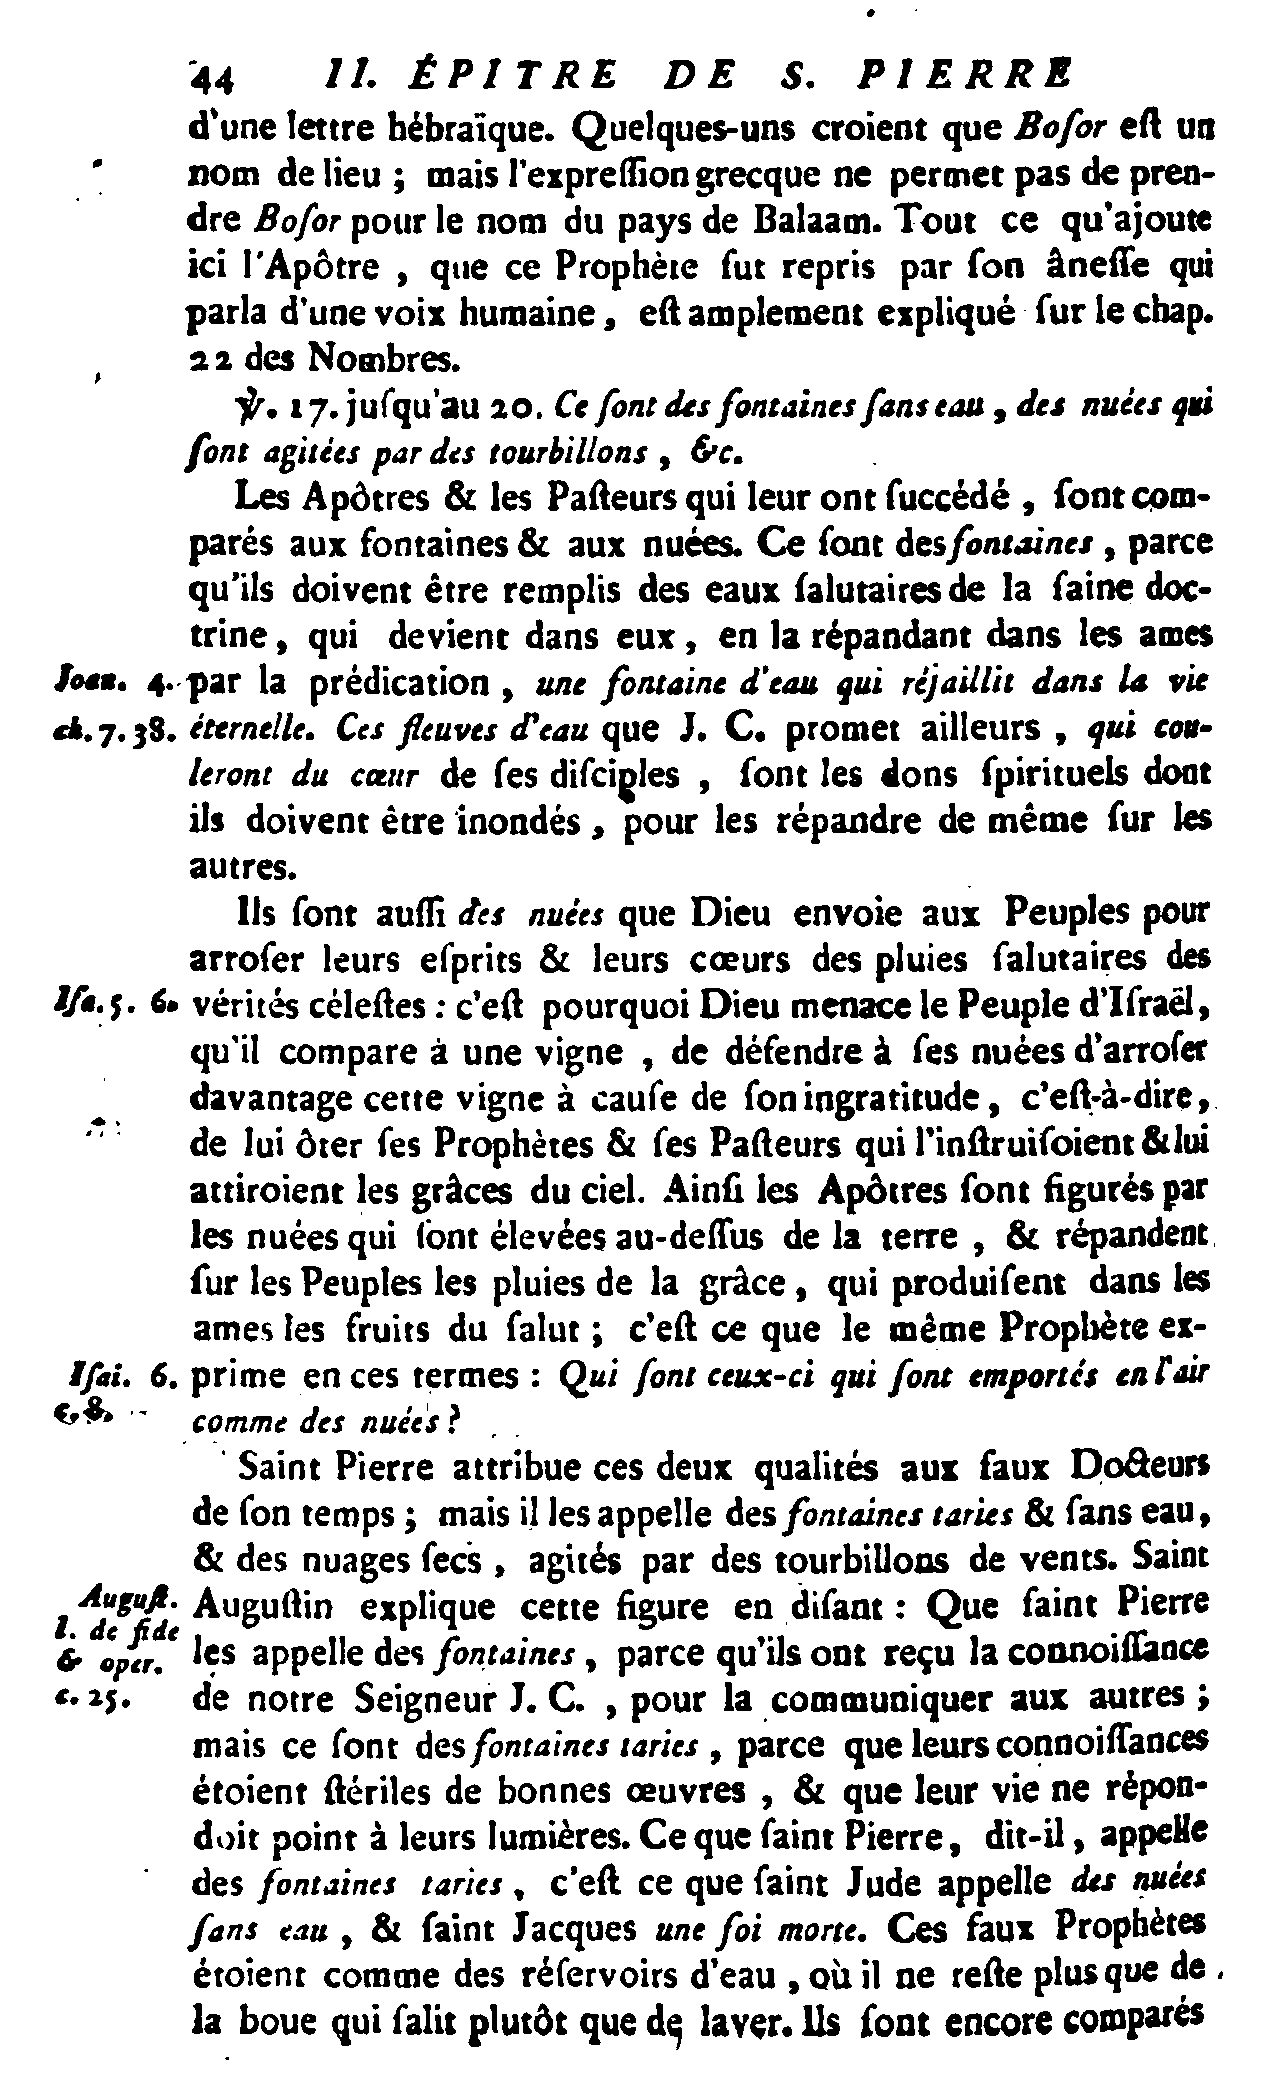 44 II. ÉPITRE DE S. PIERRE
d'une lettre hébraïque. Quelques-uns croient que Boſor eſt un
nom de lieu ; mais l'expreſſion grecque ne permet pas de pren-
dre Boſor pour le nom du pays de Balaam. Tout ce qu'ajoute
ici l'Apôtre , que ce Prophète fut repris par ſon âneſſe qui
parla d'une voix humaine, eſt amplement expliqué ſur le chap.
22 des Nombres.
℣. 17. juſqu'au 20. Ce ſont des fontaines ſans eau , des nuées qui
ſont agitées par des tourbillons , &c.
Les Apôtres & les Paſteurs qui leur ont ſuccédé , ſont com-
parés aux fontaines & aux nuées. Ce ſont des fontaines , parce
qu'ils doivent être remplis des eaux ſalutaires de la ſaine doc-
trine, qui devient dans eux, en la répandant dans les ames
Joan. 4. par la prédication , une fontaine d'eau qui réjaillit dans la vie
ch. 7. 38. éternelle. Ces fleuves d'eau que J. C. promet ailleurs , qui cou-
leront du cœur de ſes diſciples , ſont les dons ſpirituels dont
ils doivent être inondés, pour les répandre de même ſur les
autres.
Ils ſont auſſi des nuées que Dieu envoie aux Peuples pour
arroſer leurs eſprits & leurs cœurs des pluies ſalutaires des
Iſa. 5. 6. vérités céleſtes : c'eſt pourquoi Dieu menace le Peuple d'Iſraël,
qu'il compare à une vigne , de défendre à ſes nuées d'arroſer
davantage cette vigne à cauſe de ſon ingratitude, c'eſt-à-dire,
de lui ôter ſes Prophètes & ſes Paſteurs qui l'inſtruiſoient & lui
attiroient les grâces du ciel. Ainſi les Apôtres ſont figurés par
les nuées qui ſont élevées au-deſſus de la terre , & répandent
ſur les Peuples les pluies de la grâce, qui produiſent dans les
ames les fruits du ſalut ; c'eſt ce que le même Prophète ex-
Iſai. 6. prime en ces termes : Qui ſont ceux-ci qui ſont emportés en l'air
c. 8. comme des nuées ?
Saint Pierre attribue ces deux qualités aux faux Docteurs
de ſon temps ; mais il les appelle des fontaines taries & ſans eau,
& des nuages ſecs , agités par des tourbillons de vents. Saint
Auguſt. Auguſtin explique cette figure en diſant : Que ſaint Pierre
l. de fide
& oper. les appelle des fontaines , parce qu'ils ont reçu la connoiſſance
c. 25. de notre Seigneur J. C. , pour la communiquer aux autres ;
mais ce ſont des fontaines taries , parce que leurs connoiſſances
étoient ſtériles de bonnes œuvres , & que leur vie ne répon-
doit point à leurs lumières. Ce que ſaint Pierre, dit-il, appelle
des fontaines taries , c'eſt ce que ſaint Jude appelle des nuées
ſans eau , & ſaint Jacques une foi morte. Ces faux Prophètes
étoient comme des réſervoirs d'eau , où il ne reſte plus que de
la boue qui ſalit plutôt que de laver. Ils ſont encore comparés